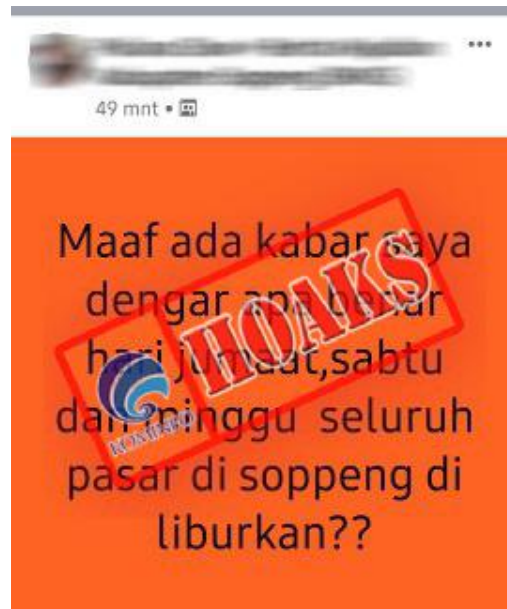 49 mnt •
Maaf ada kabar saya
dengar apa benar
hari jumaat,sabtu
dan minggu seluruh
pasar di soppeng di
liburkan??
HOAKS
KOMINFO